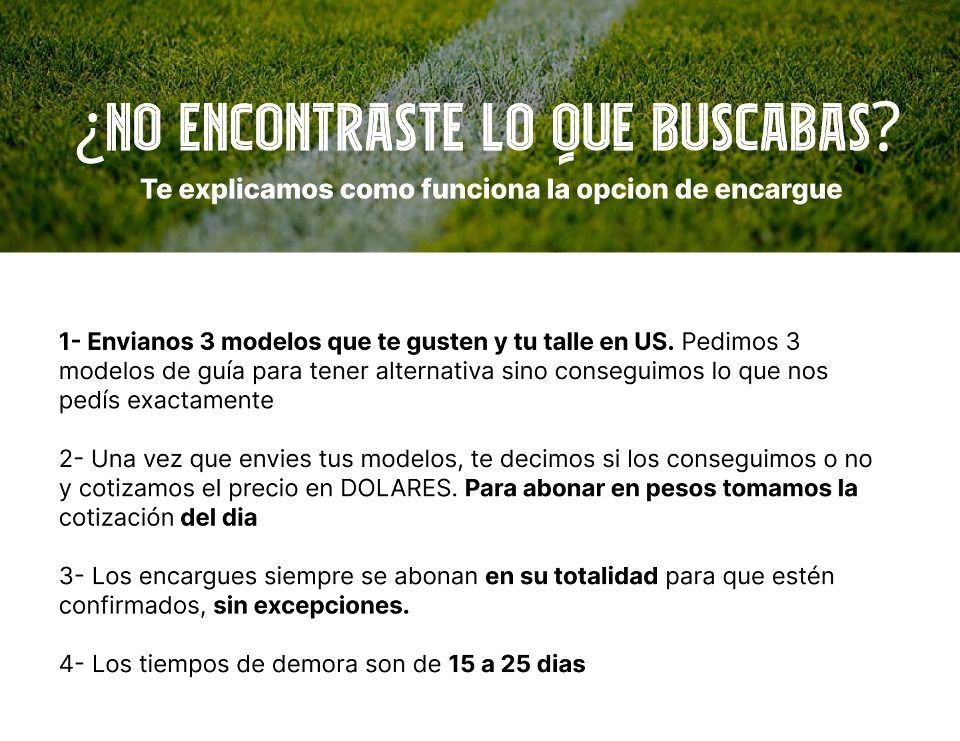 ¿NO ENCONTRASTE LO QUE BUSCABAS?
Te explicamos como funciona la opcion de encargue
1- Envianos 3 modelos que te gusten y tu talle en US. Pedimos 3
modelos de guía para tener alternativa sino conseguimos lo que nos
pedís exactamente
2- Una vez que envies tus modelos, te decimos si los conseguimos o no
y cotizamos el precio en DOLARES. Para abonar en pesos tomamos la
cotización del dia
3- Los encargues siempre se abonan en su totalidad para que estén
confirmados, sin excepciones.
4- Los tiempos de demora son de 15 a 25 dias